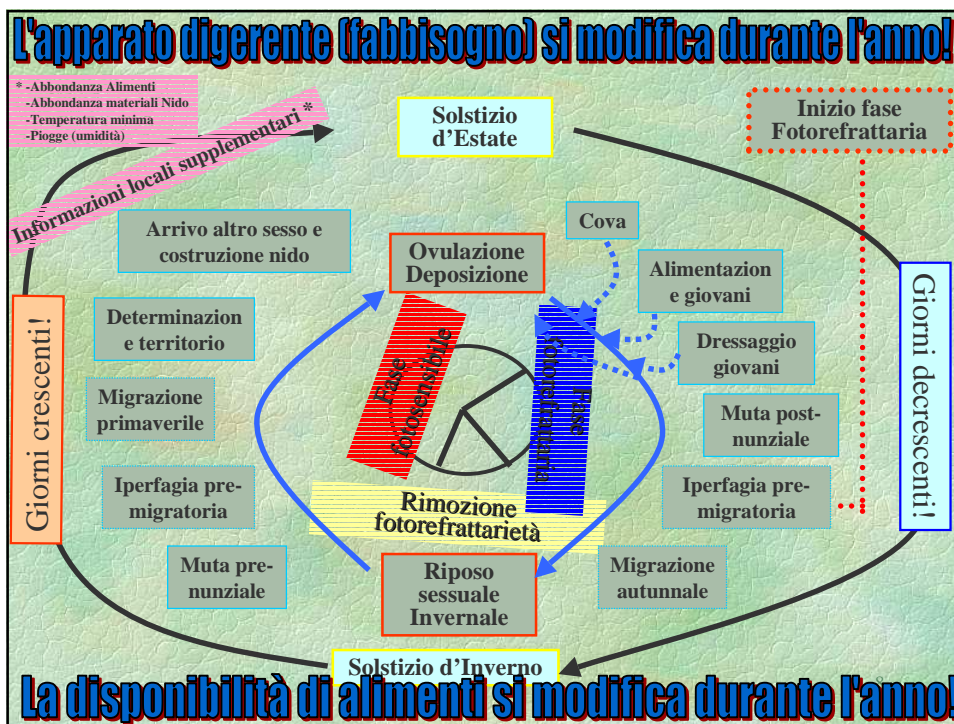 L'apparato digerente (fabbisogno) si modifica durante l'anno!
* -Abbondanza Alimenti
-Abbondanza materiali Nido
-Temperatura minima
-Piogge (umidità)
Informazioni locali supplementari *
Solstizio
d'Estate
Inizio fase
Fotorefrattaria
Arrivo altro sesso e
costruzione nido
Ovulazione
Deposizione
Cova
Alimentazion
e giovani
Giorni crescenti!
Determinazion
e territorio
Fase
fotosensibile
Fase
fotorefrattaria
Dressaggio
giovani
Giorni decrescenti!
Migrazione
primaverile
Muta post-
nunziale
Iperfagia pre-
migratoria
Rimozione
fotorefrattarietà
Iperfagia pre-
migratoria
Muta pre-
nunziale
Riposo
sessuale
Invernale
Migrazione
autunnale
Solstizio d'Inverno
8
La disponibilità di alimenti si modifica durante l'anno!